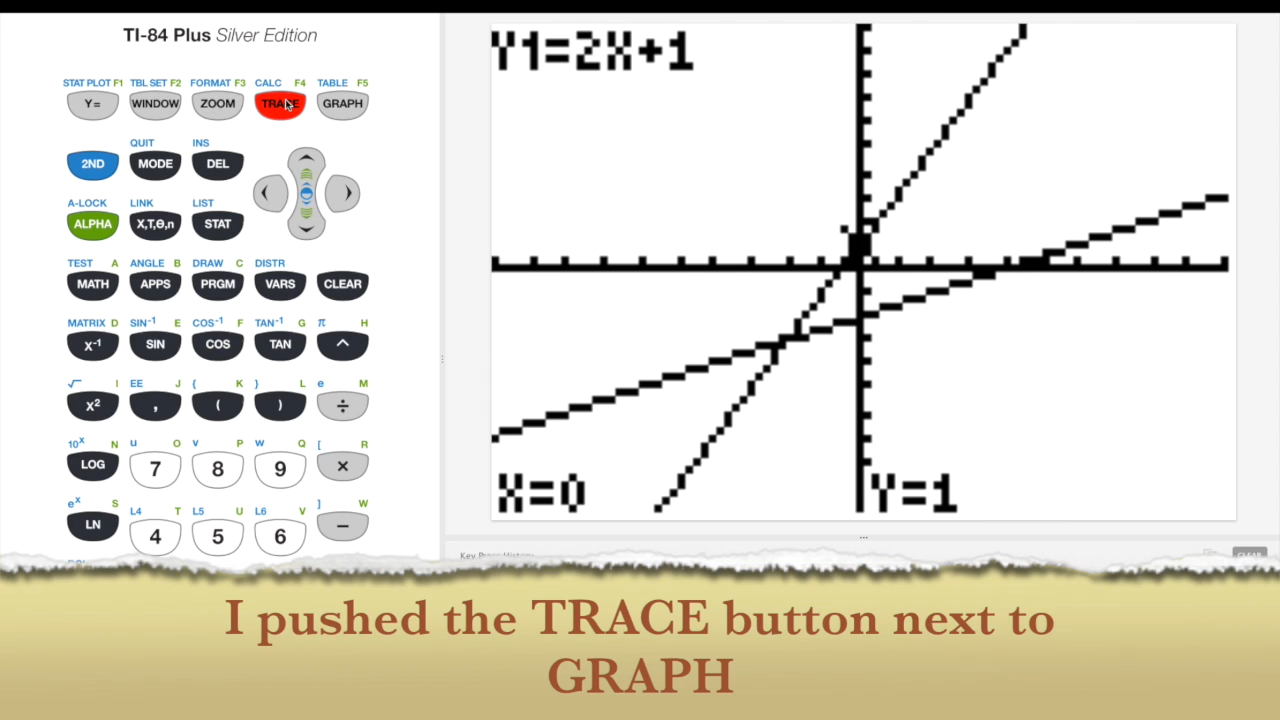 TI-84 Plus Silver Edition
Y1=2X+1
STAT PLOT F1 TBL SET F2 FORMAT F3 CALC F4 TABLE F5
Y= WINDOW ZOOM TRACE GRAPH
QUIT INS
2ND MODE DEL
A-LOCK LINK LIST
ALPHA X,T,Θ,n STAT
TEST A ANGLE B DRAW C DISTR
MATH APPS PRGM VARS CLEAR
MATRIX D SIN⁻¹ E COS⁻¹ F TAN⁻¹ G π H
x⁻¹ SIN COS TAN ^
√ I EE J { K } L e M
x² , ( ) ÷
10ˣ N u O v P w Q [ R
LOG 7 8 9 ×
eˣ S L4 T L5 U L6 V ] W
LN 4 5 6 −
X=0 Y=1
Key Press History
CLEAR
I pushed the TRACE button next to
GRAPH